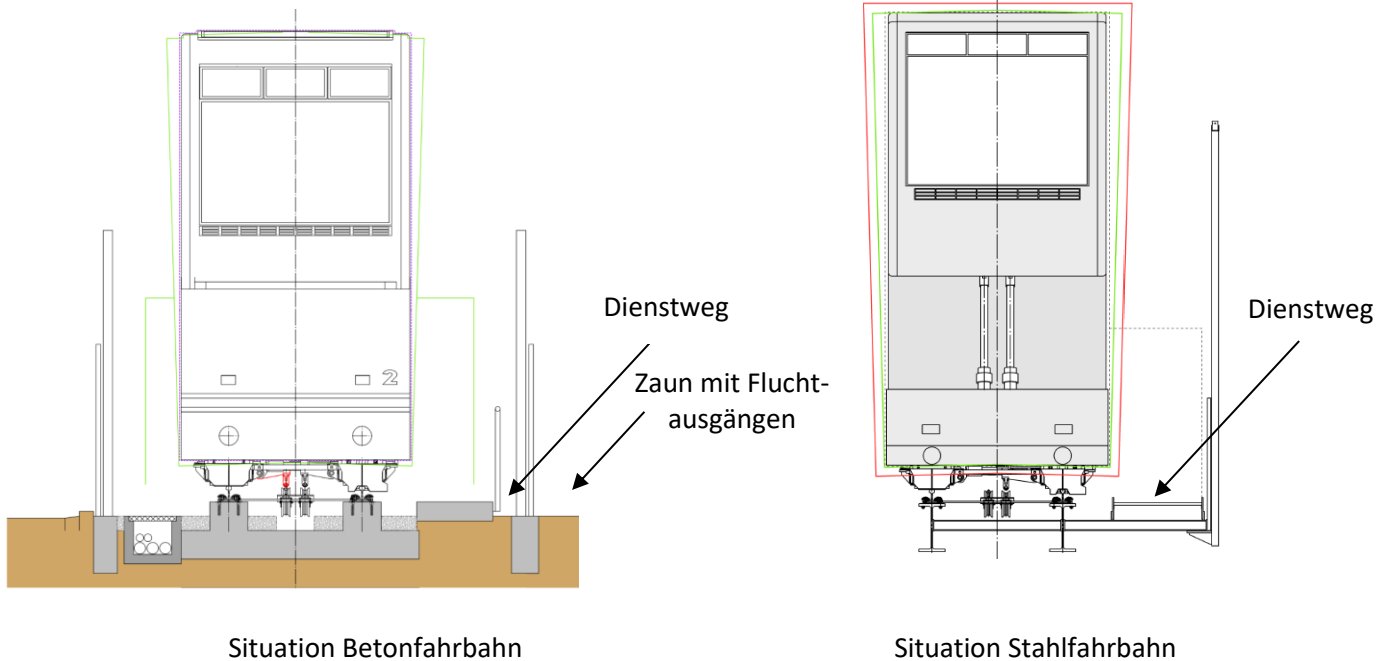 Dienstweg
Zaun mit Flucht-
ausgängen
2
Dienstweg
Situation Betonfahrbahn
Situation Stahlfahrbahn